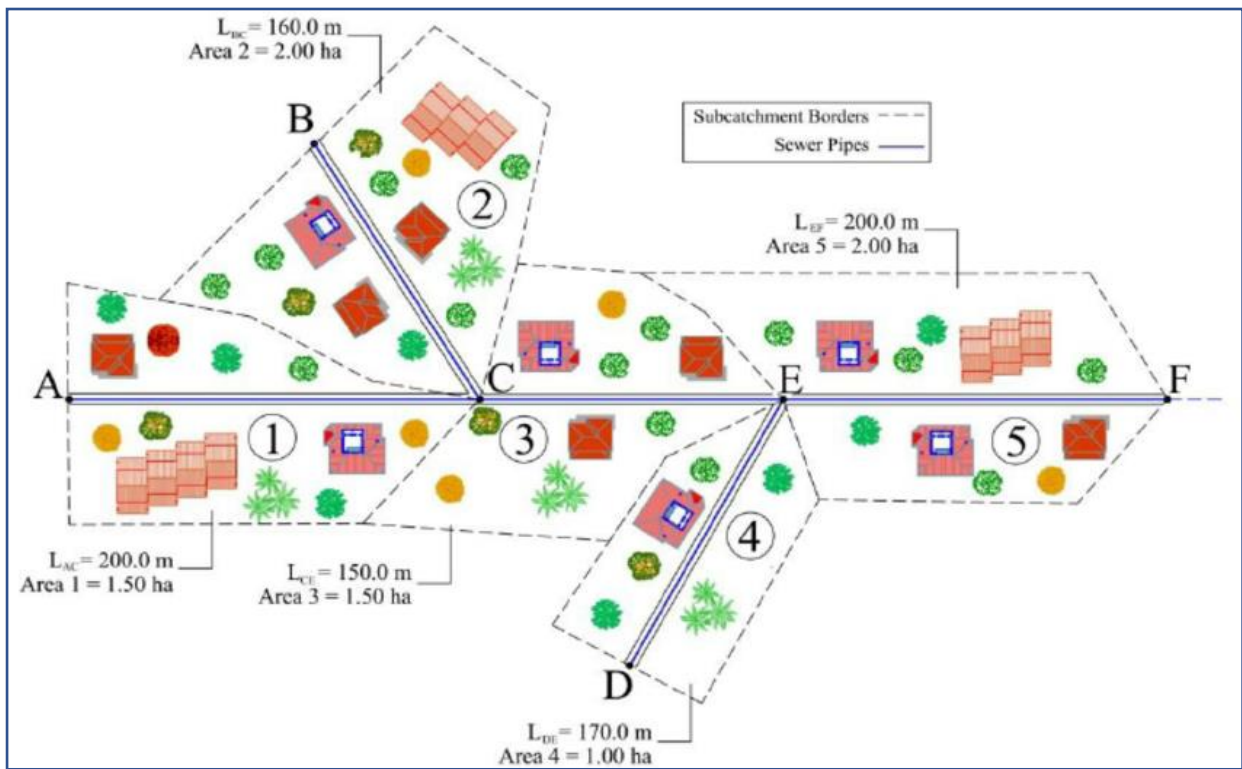 L_BC = 160.0 m
Area 2 = 2.00 ha
B
Subcatchment Borders
Sewer Pipes
2
L_EF = 200.0 m
Area 5 = 2.00 ha
A
C
E
F
1
3
5
4
L_AC = 200.0 m
Area 1 = 1.50 ha
L_CE = 150.0 m
Area 3 = 1.50 ha
D
L_DE = 170.0 m
Area 4 = 1.00 ha